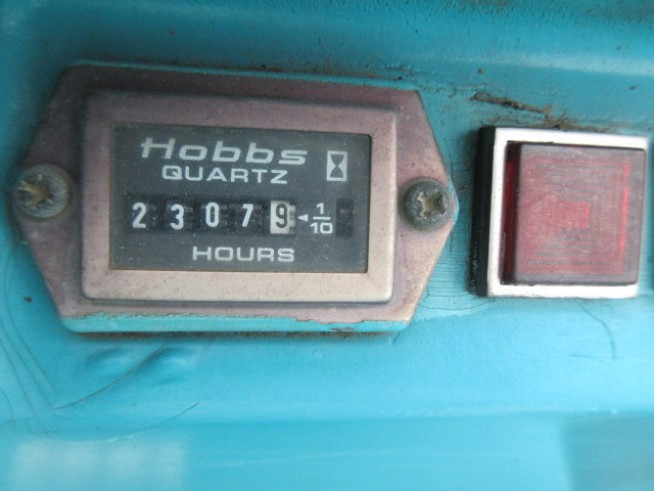 Hobbs
QUARTZ
23079 ◄ 1/10
HOURS